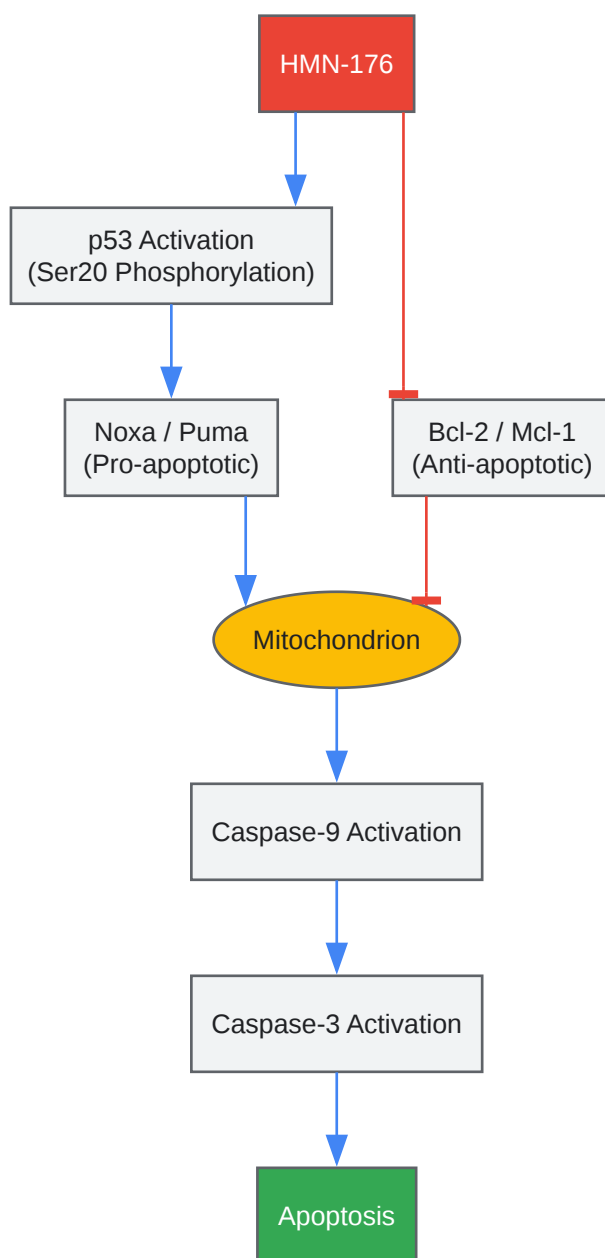 HMN-176
p53 Activation
(Ser20 Phosphorylation)
Noxa / Puma
(Pro-apoptotic)
Bcl-2 / Mcl-1
(Anti-apoptotic)
Mitochondrion
Caspase-9 Activation
Caspase-3 Activation
Apoptosis